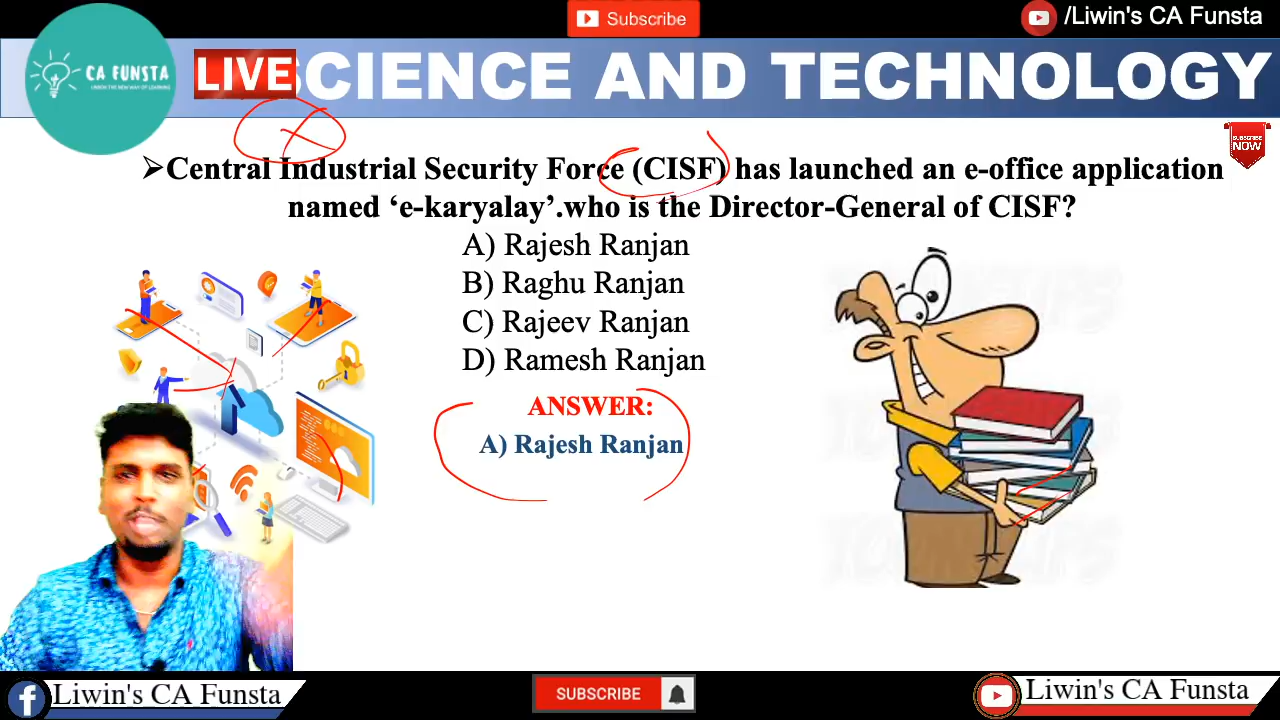 Subscribe
/Liwin's CA Funsta
CA FUNSTA
LIVE
SCIENCE AND TECHNOLOGY
SUBSCRIBE
NOW
➢Central Industrial Security Force (CISF) has launched an e-office application
named ‘e-karyalay’.who is the Director-General of CISF?
A) Rajesh Ranjan
B) Raghu Ranjan
C) Rajeev Ranjan
D) Ramesh Ranjan
ANSWER:
A) Rajesh Ranjan
Liwin's CA Funsta
SUBSCRIBE
Liwin's CA Funsta